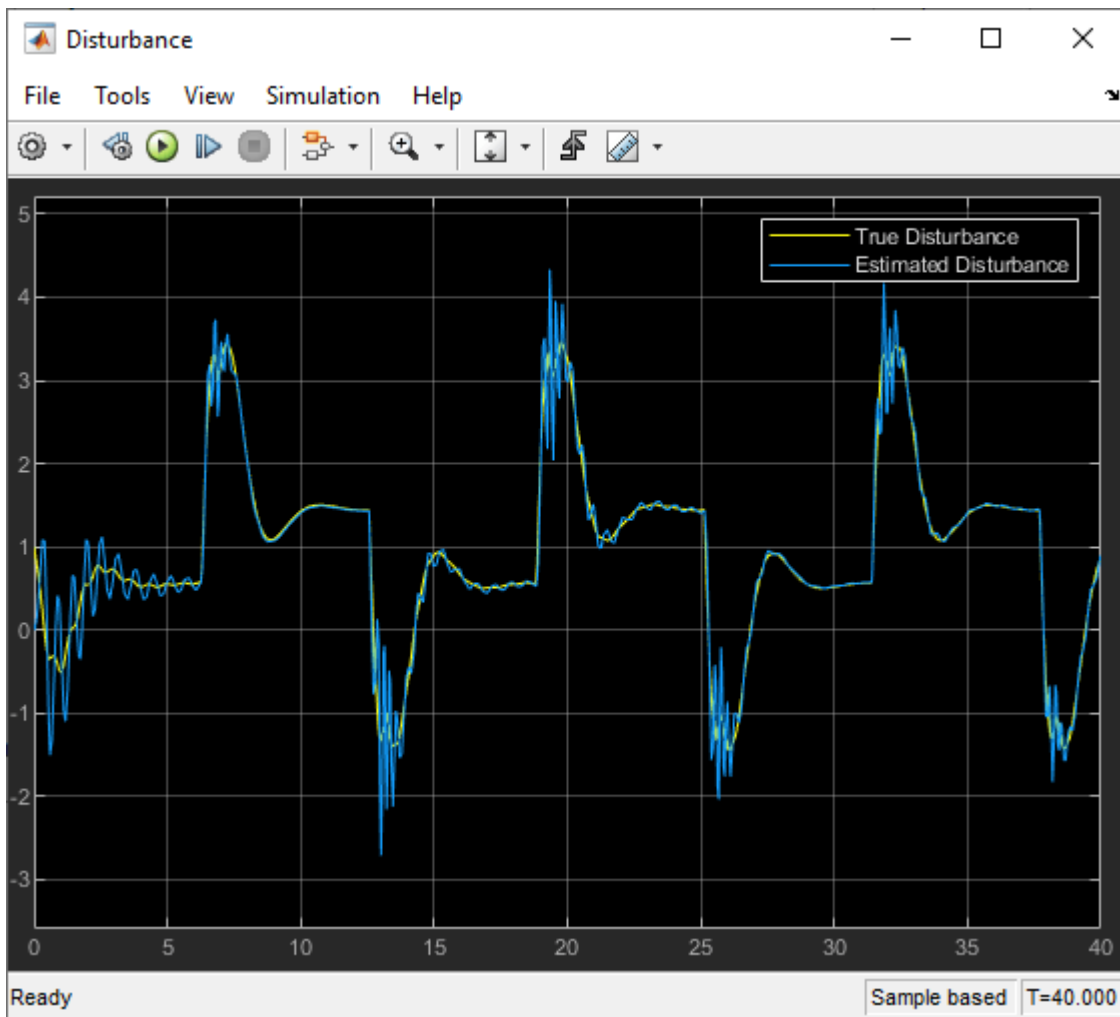 Disturbance
File Tools View Simulation Help
True Disturbance
Estimated Disturbance
5
4
3
2
1
0
-1
-2
-3
0 5 10 15 20 25 30 35 40
Ready Sample based T=40.000